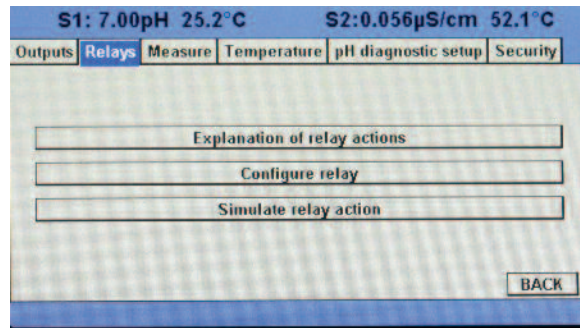 S1: 7.00pH 25.2°C S2:0.056µS/cm 52.1°C
Outputs Relays Measure Temperature pH diagnostic setup Security
Explanation of relay actions
Configure relay
Simulate relay action
BACK